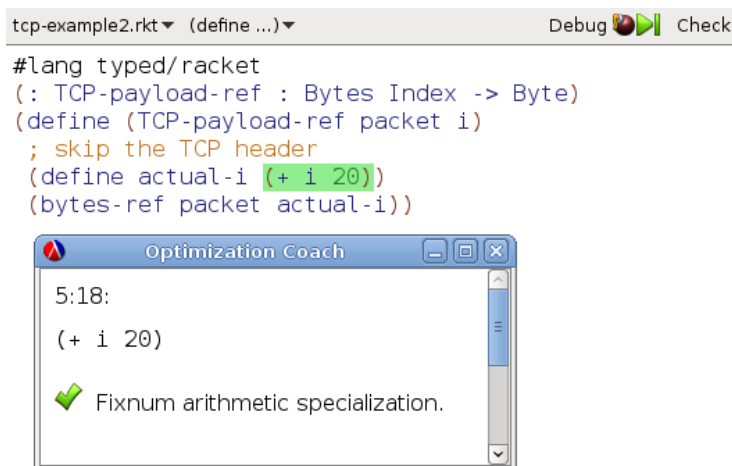 tcp-example2.rkt (define ...) Debug Check
#lang typed/racket
(: TCP-payload-ref : Bytes Index -> Byte)
(define (TCP-payload-ref packet i)
; skip the TCP header
(define actual-i (+ i 20))
(bytes-ref packet actual-i))
Optimization Coach
5:18:
(+ i 20)
Fixnum arithmetic specialization.